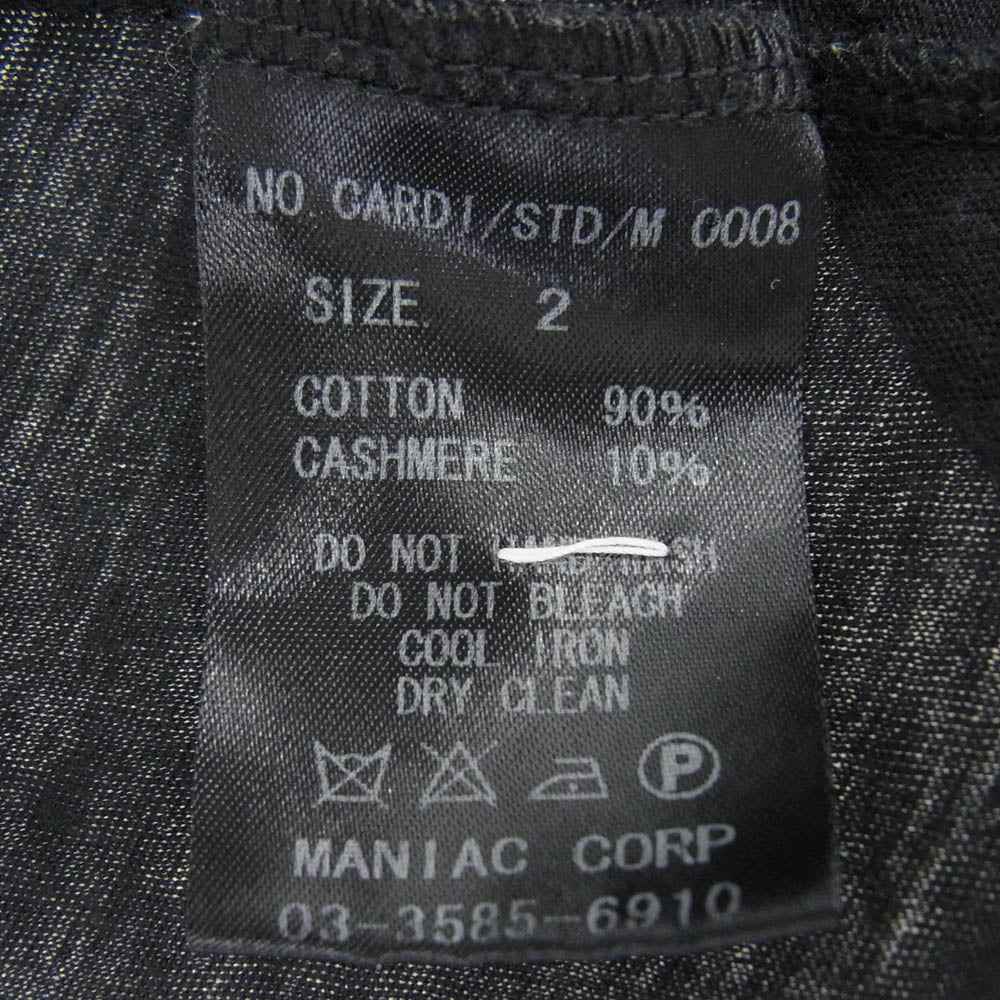 NO. CARDI/STD/M 0008
SIZE. 2
COTTON 90%
CASHMERE 10%
DO NOT
DO NOT BLEACH
COOL IRON
DRY CLEAN
P
MANIAC CORP
03-3585-6910